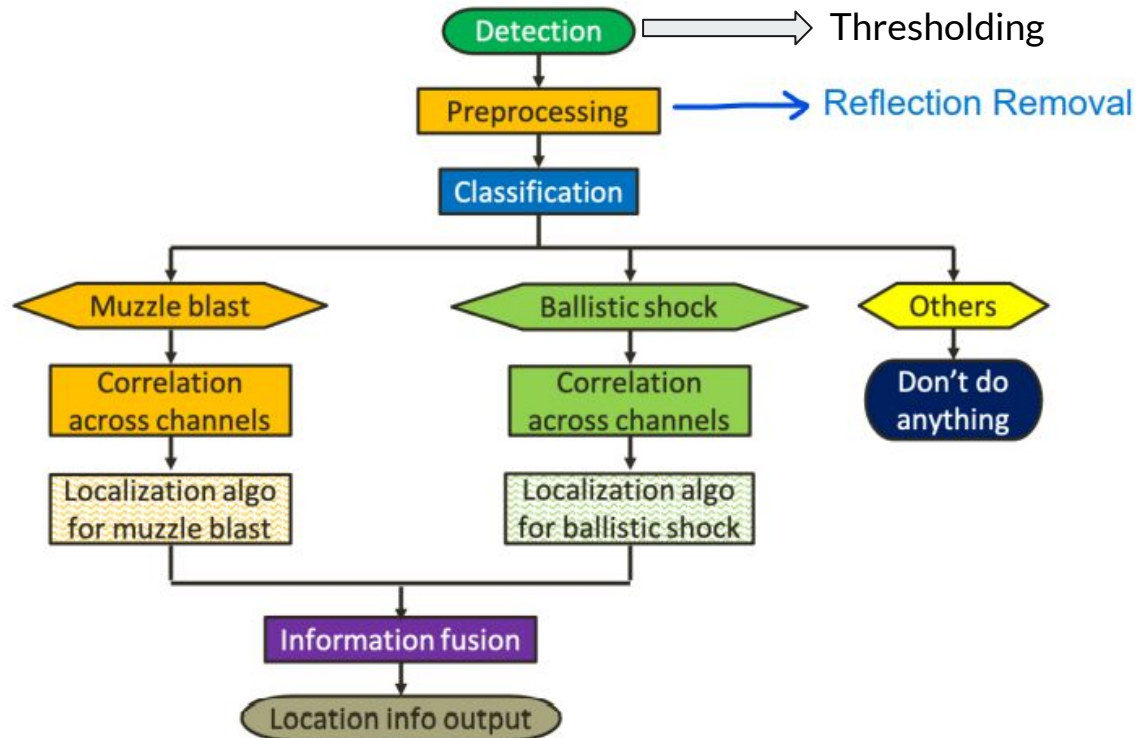 Detection
Thresholding
Preprocessing
Reflection Removal
Classification
Muzzle blast
Ballistic shock
Others
Correlation
across channels
Correlation
across channels
Don't do
anything
Localization algo
for muzzle blast
Localization algo
for ballistic shock
Information fusion
Location info output